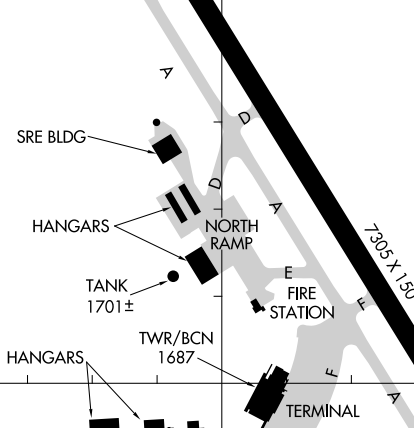 A
D
SRE BLDG
D
A
HANGARS
NORTH
RAMP
7305 X 150
E
TANK
1701±
FIRE
STATION
F
TWR/BCN
1687
HANGARS
F
A
TERMINAL